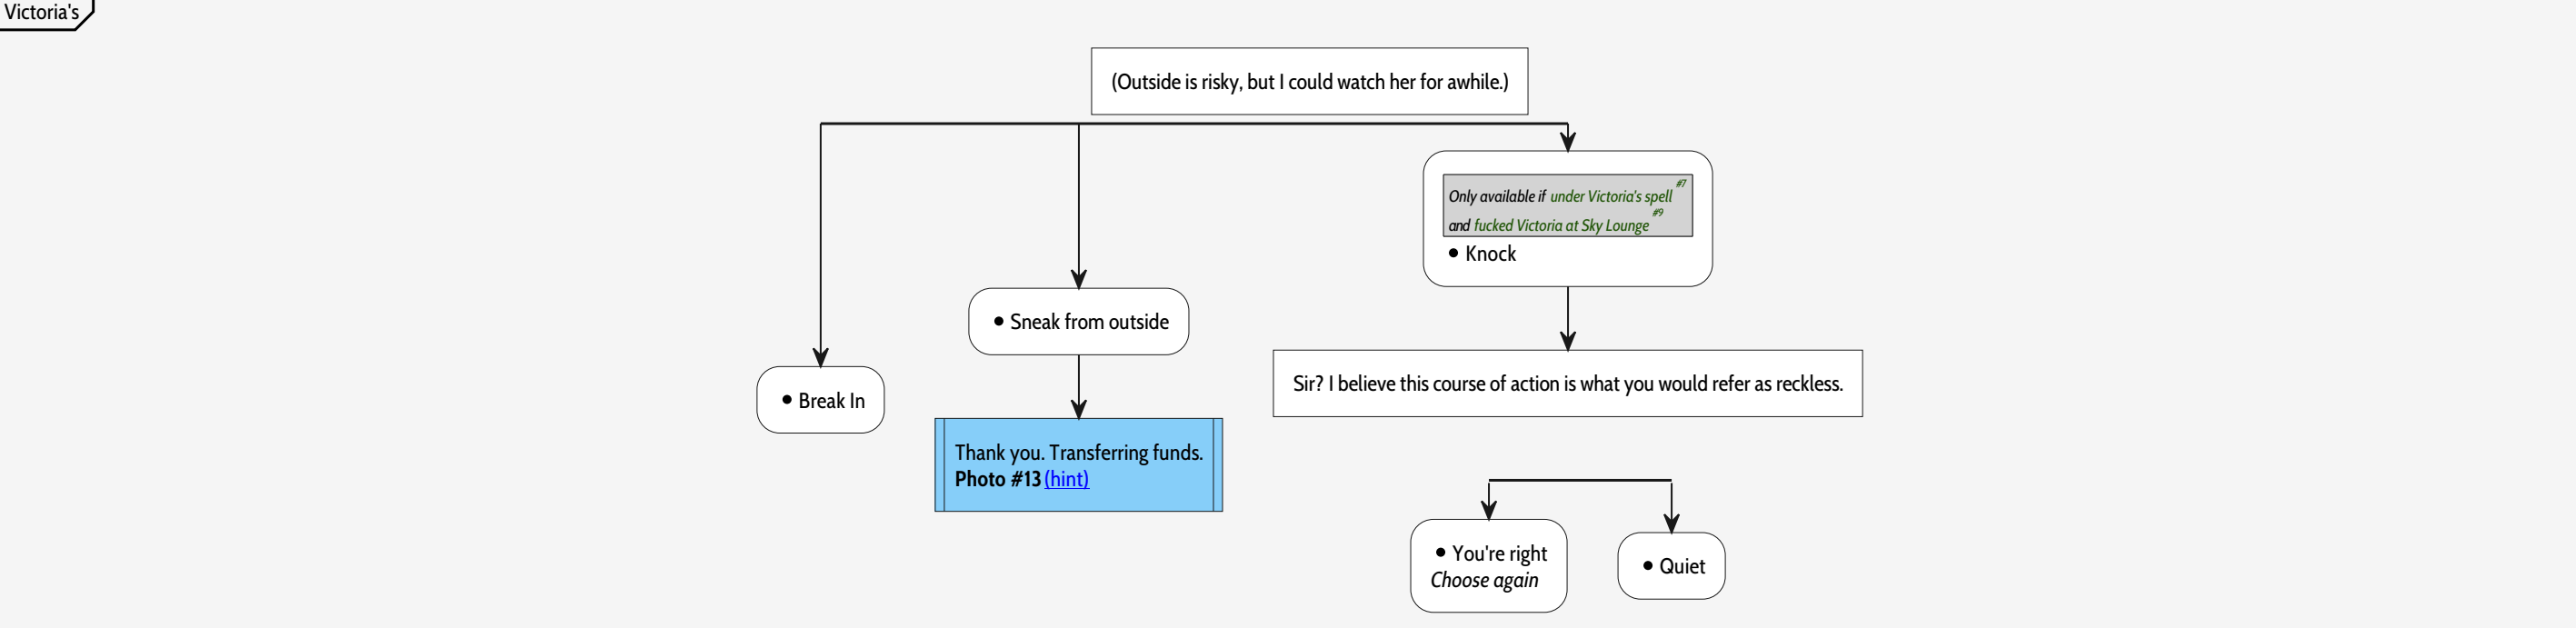 Victoria's
(Outside is risky, but I could watch her for awhile.)
Only available if under Victoria's spell #7
and fucked Victoria at Sky Lounge #9
• Knock
• Sneak from outside
Sir? I believe this course of action is what you would refer as reckless.
• Break In
Thank you. Transferring funds.
Photo #13 (hint)
• You're right
Choose again
• Quiet